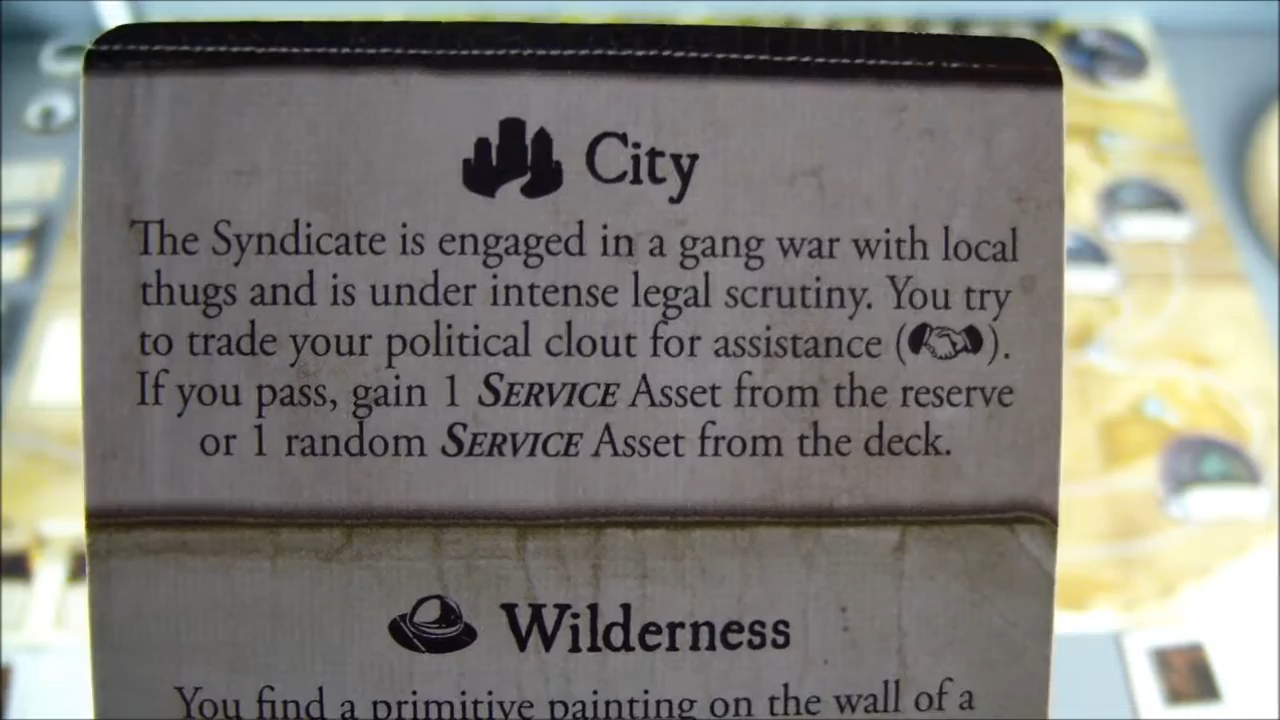 City
The Syndicate is engaged in a gang war with local
thugs and is under intense legal scrutiny. You try
to trade your political clout for assistance ( ).
If you pass, gain 1 SERVICE Asset from the reserve
or 1 random SERVICE Asset from the deck.
Wilderness
You find a primitive painting on the wall of a